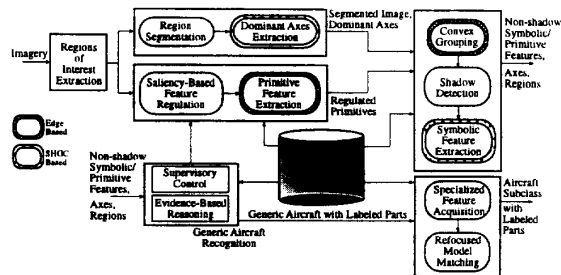 Segmented Image,
Dominant Axes
Imagery
Regions
of
Interest
Extraction
Region
Segmentation
Dominant Axes
Extraction
Saliency-Based
Feature
Regulation
Primitive
Feature
Extraction
Regulated
Primitives
Convex
Grouping
Shadow
Detection
Symbolic
Feature
Extraction
Non-shadow
Symbolic/
Primitive
Features,
Axes,
Regions
Edge
Based
SHOC
Based
Non-shadow
Symbolic/
Primitive
Features,
Axes,
Regions
Supervisory
Control
Evidence-Based
Reasoning
Generic Aircraft with Labeled Parts
Generic Aircraft
Recognition
Specialized
Feature
Acquisition
Refocused
Model
Matching
Aircraft
Subclass
with
Labeled
Parts